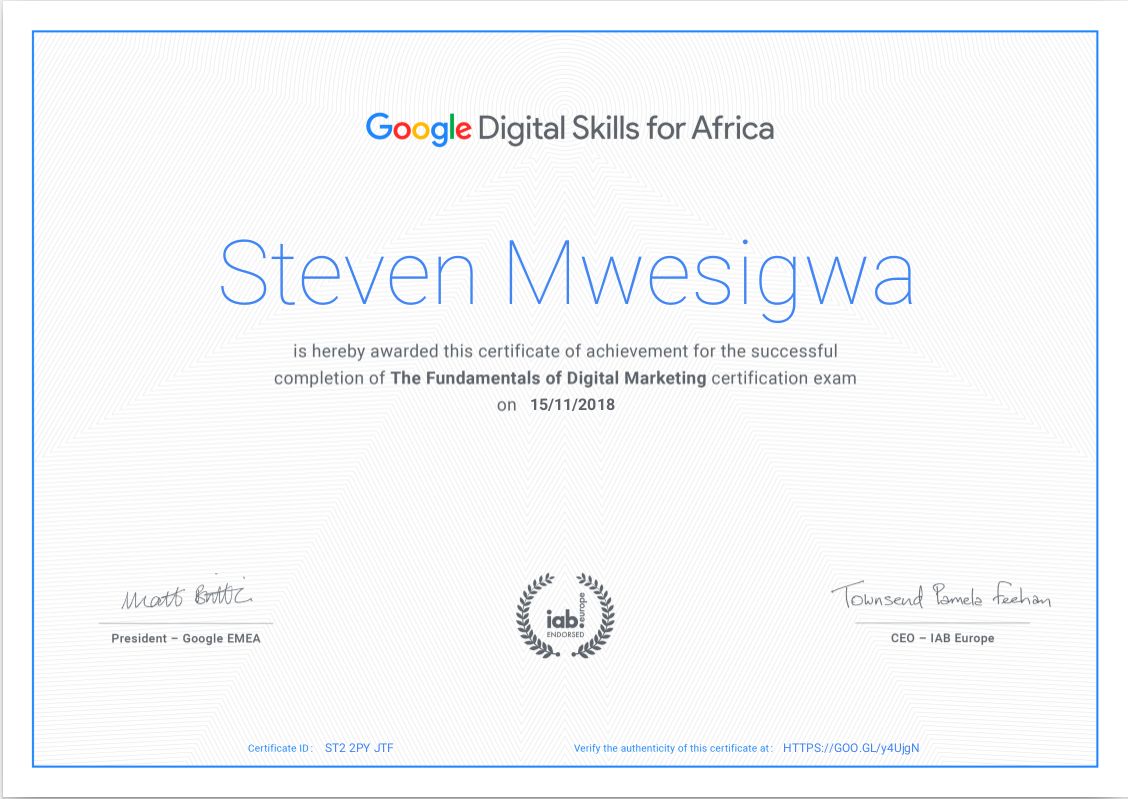 Google Digital Skills for Africa
Steven Mwesigwa
is hereby awarded this certificate of achievement for the successful
completion of The Fundamentals of Digital Marketing certification exam
on 15/11/2018
Matt Brittin
President – Google EMEA
iab.europe
ENDORSED
Townsend Pamela Feehan
CEO – IAB Europe
Certificate ID: ST2 2PY JTF
Verify the authenticity of this certificate at: HTTPS://GOO.GL/y4UjgN